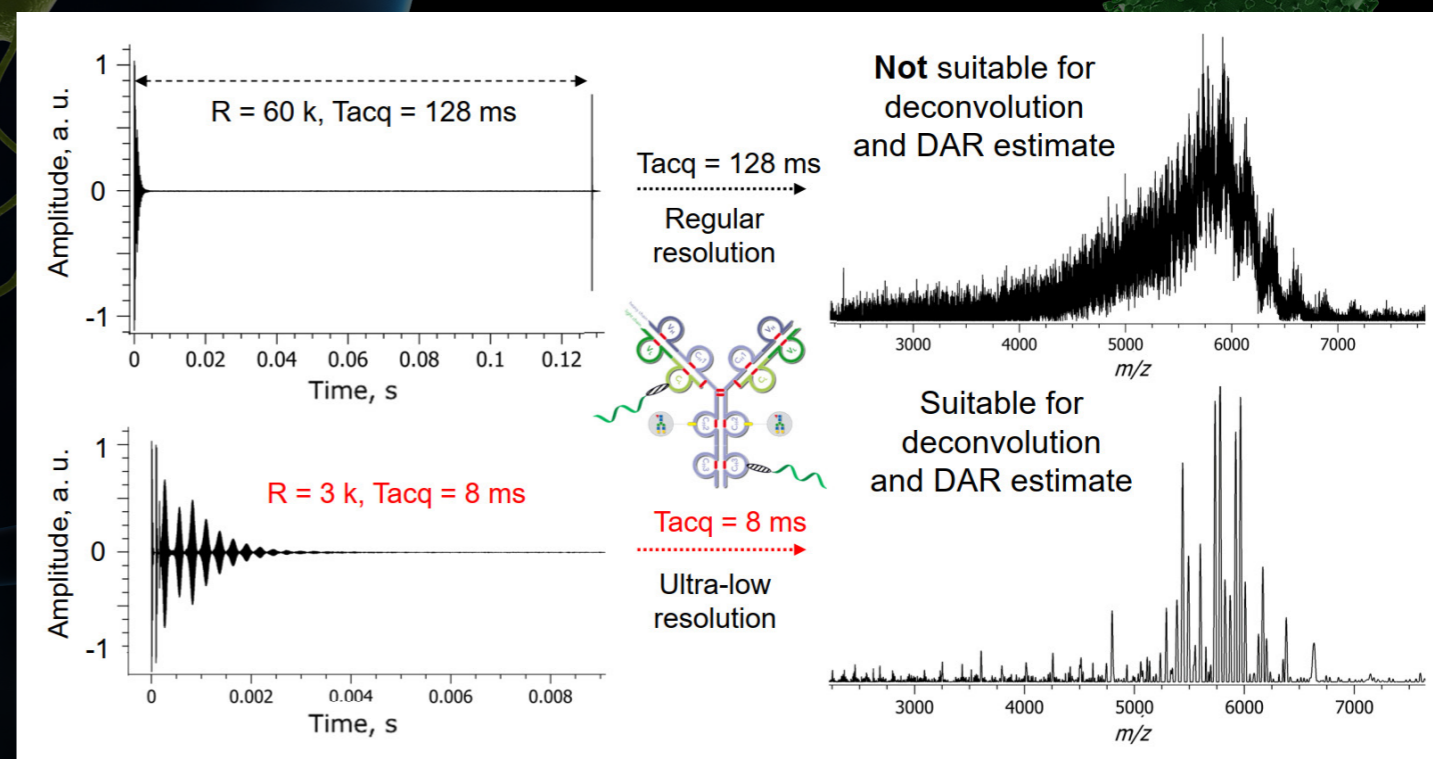 Amplitude, a. u.
1
0
-1
R = 60 k, Tacq = 128 ms
0 0.02 0.04 0.06 0.08 0.1 0.12
Time, s
Tacq = 128 ms
Regular
resolution
Not suitable for
deconvolution
and DAR estimate
3000 4000 5000 6000 7000
m/z
Amplitude, a. u.
1
0
-1
R = 3 k, Tacq = 8 ms
0 0.002 0.004 0.006 0.008
Time, s
Tacq = 8 ms
Ultra-low
resolution
Suitable for
deconvolution
and DAR estimate
3000 4000 5000 6000 7000
m/z